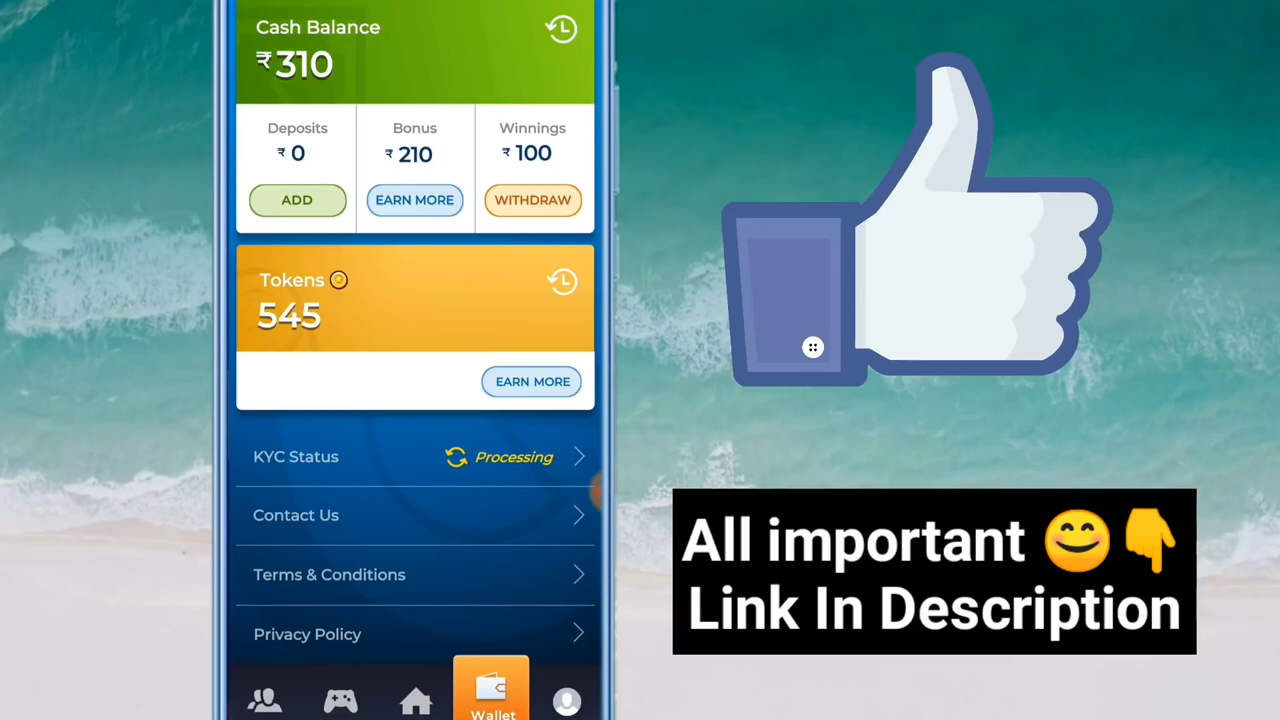 Cash Balance
₹310
Deposits Bonus Winnings
₹ 0 ₹ 210 ₹ 100
ADD EARN MORE WITHDRAW
Tokens
545
EARN MORE
KYC Status Processing
Contact Us
Terms & Conditions
Privacy Policy
Wallet
All important 😊👇
Link In Description